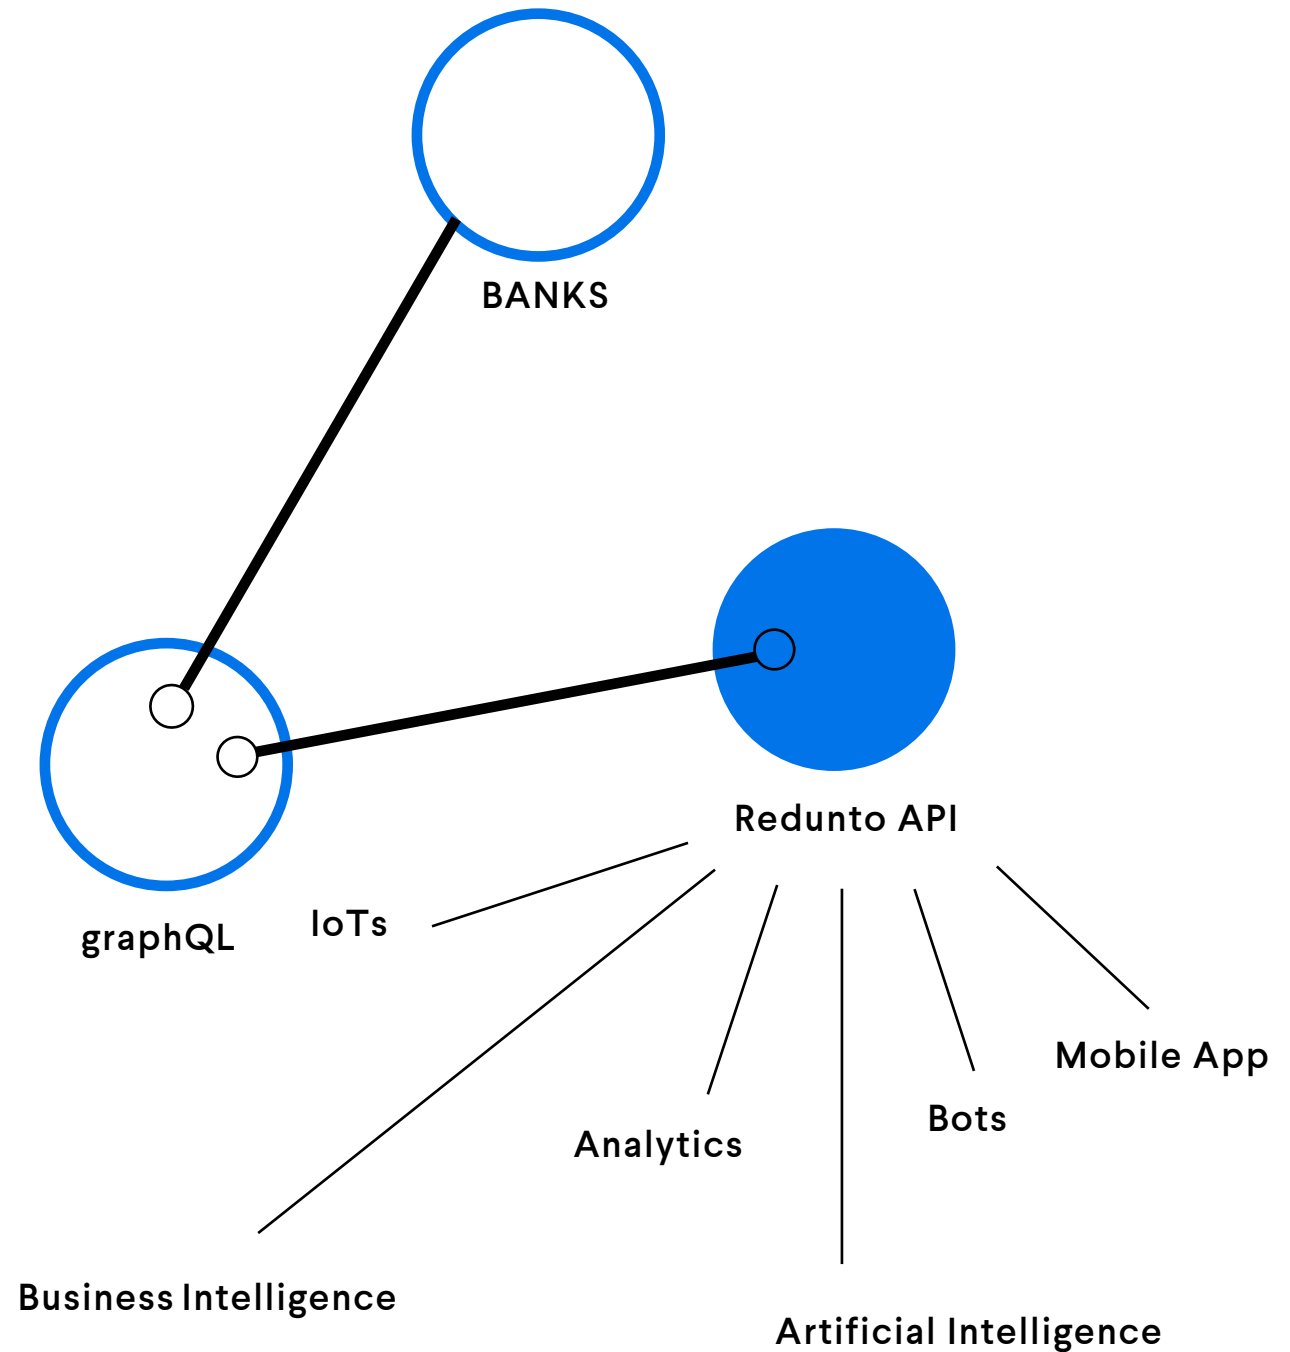 BANKS
Redunto API
graphQL
IoTs
Mobile App
Bots
Analytics
Business Intelligence
Artificial Intelligence